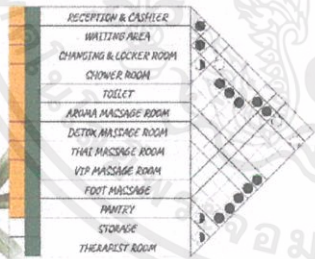 RECEPTION & CASHIER
WAITING AREA
CHANGING & LOCKER ROOM
SHOWER ROOM
TOILET
AROMA MASSAGE ROOM
DETOX MASSAGE ROOM
THAI MASSAGE ROOM
VIP MASSAGE ROOM
FOOT MASSAGE
PANTRY
STORAGE
THERAPIST ROOM